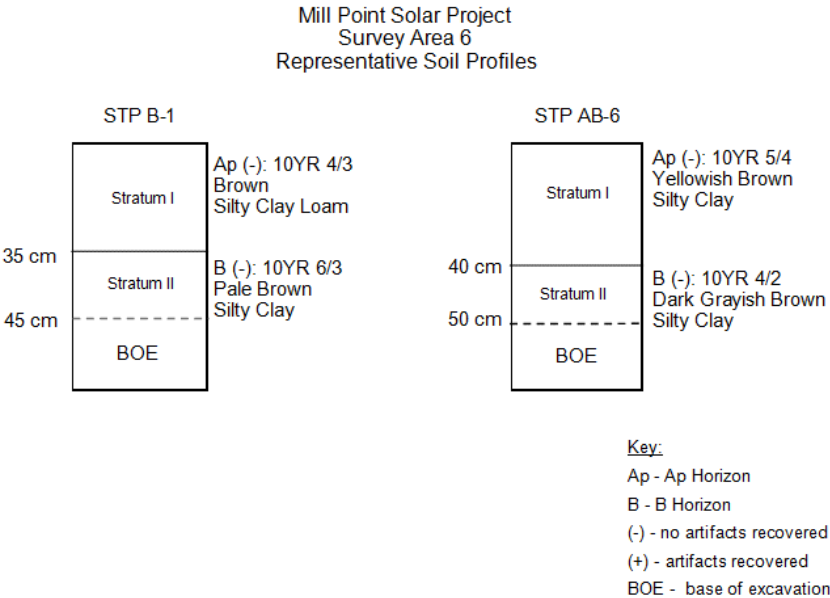 Mill Point Solar Project
Survey Area 6
Representative Soil Profiles
STP B-1
Stratum I
Ap (-): 10YR 4/3
Brown
Silty Clay Loam
35 cm
Stratum II
B (-): 10YR 6/3
Pale Brown
Silty Clay
45 cm
BOE
STP AB-6
Stratum I
Ap (-): 10YR 5/4
Yellowish Brown
Silty Clay
40 cm
Stratum II
B (-): 10YR 4/2
Dark Grayish Brown
Silty Clay
50 cm
BOE
Key:
Ap - Ap Horizon
B - B Horizon
(-) - no artifacts recovered
(+) - artifacts recovered
BOE - base of excavation